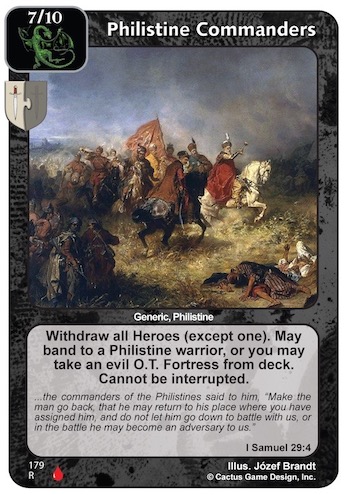 7/10
Philistine Commanders
Generic, Philistine
Withdraw all Heroes (except one). May
band to a Philistine warrior, or you may
take an evil O.T. Fortress from deck.
Cannot be interrupted.
...the commanders of the Philistines said to him, “Make the
man go back, that he may return to his place where you have
assigned him, and do not let him go down to battle with us, or
in the battle he may become an adversary to us.”
I Samuel 29:4
179
R
Illus. Józef Brandt
© Cactus Game Design, Inc.